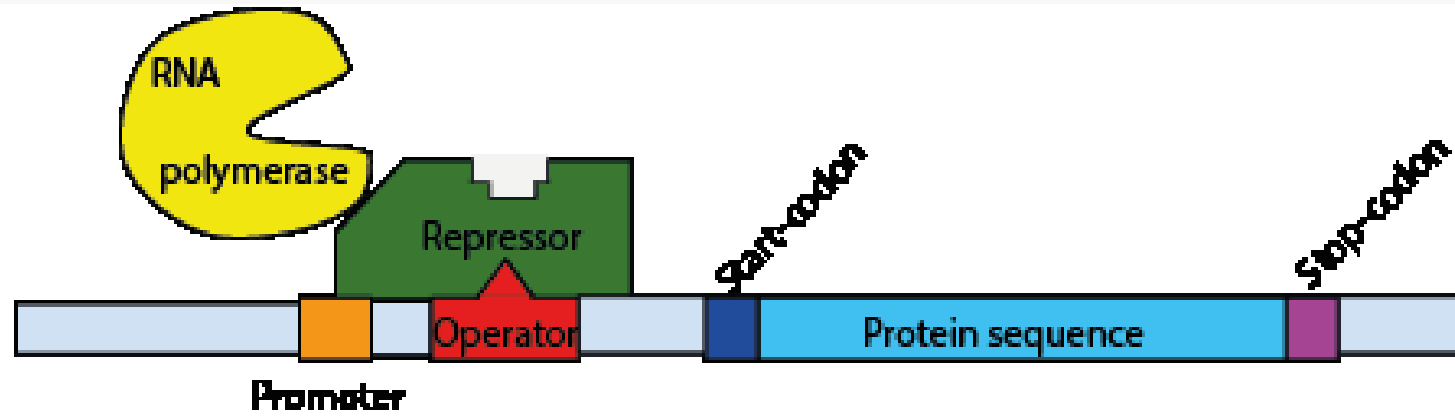 RNA
polymerase
Repressor
Start-codon
Stop-codon
Operator
Protein sequence
Promoter